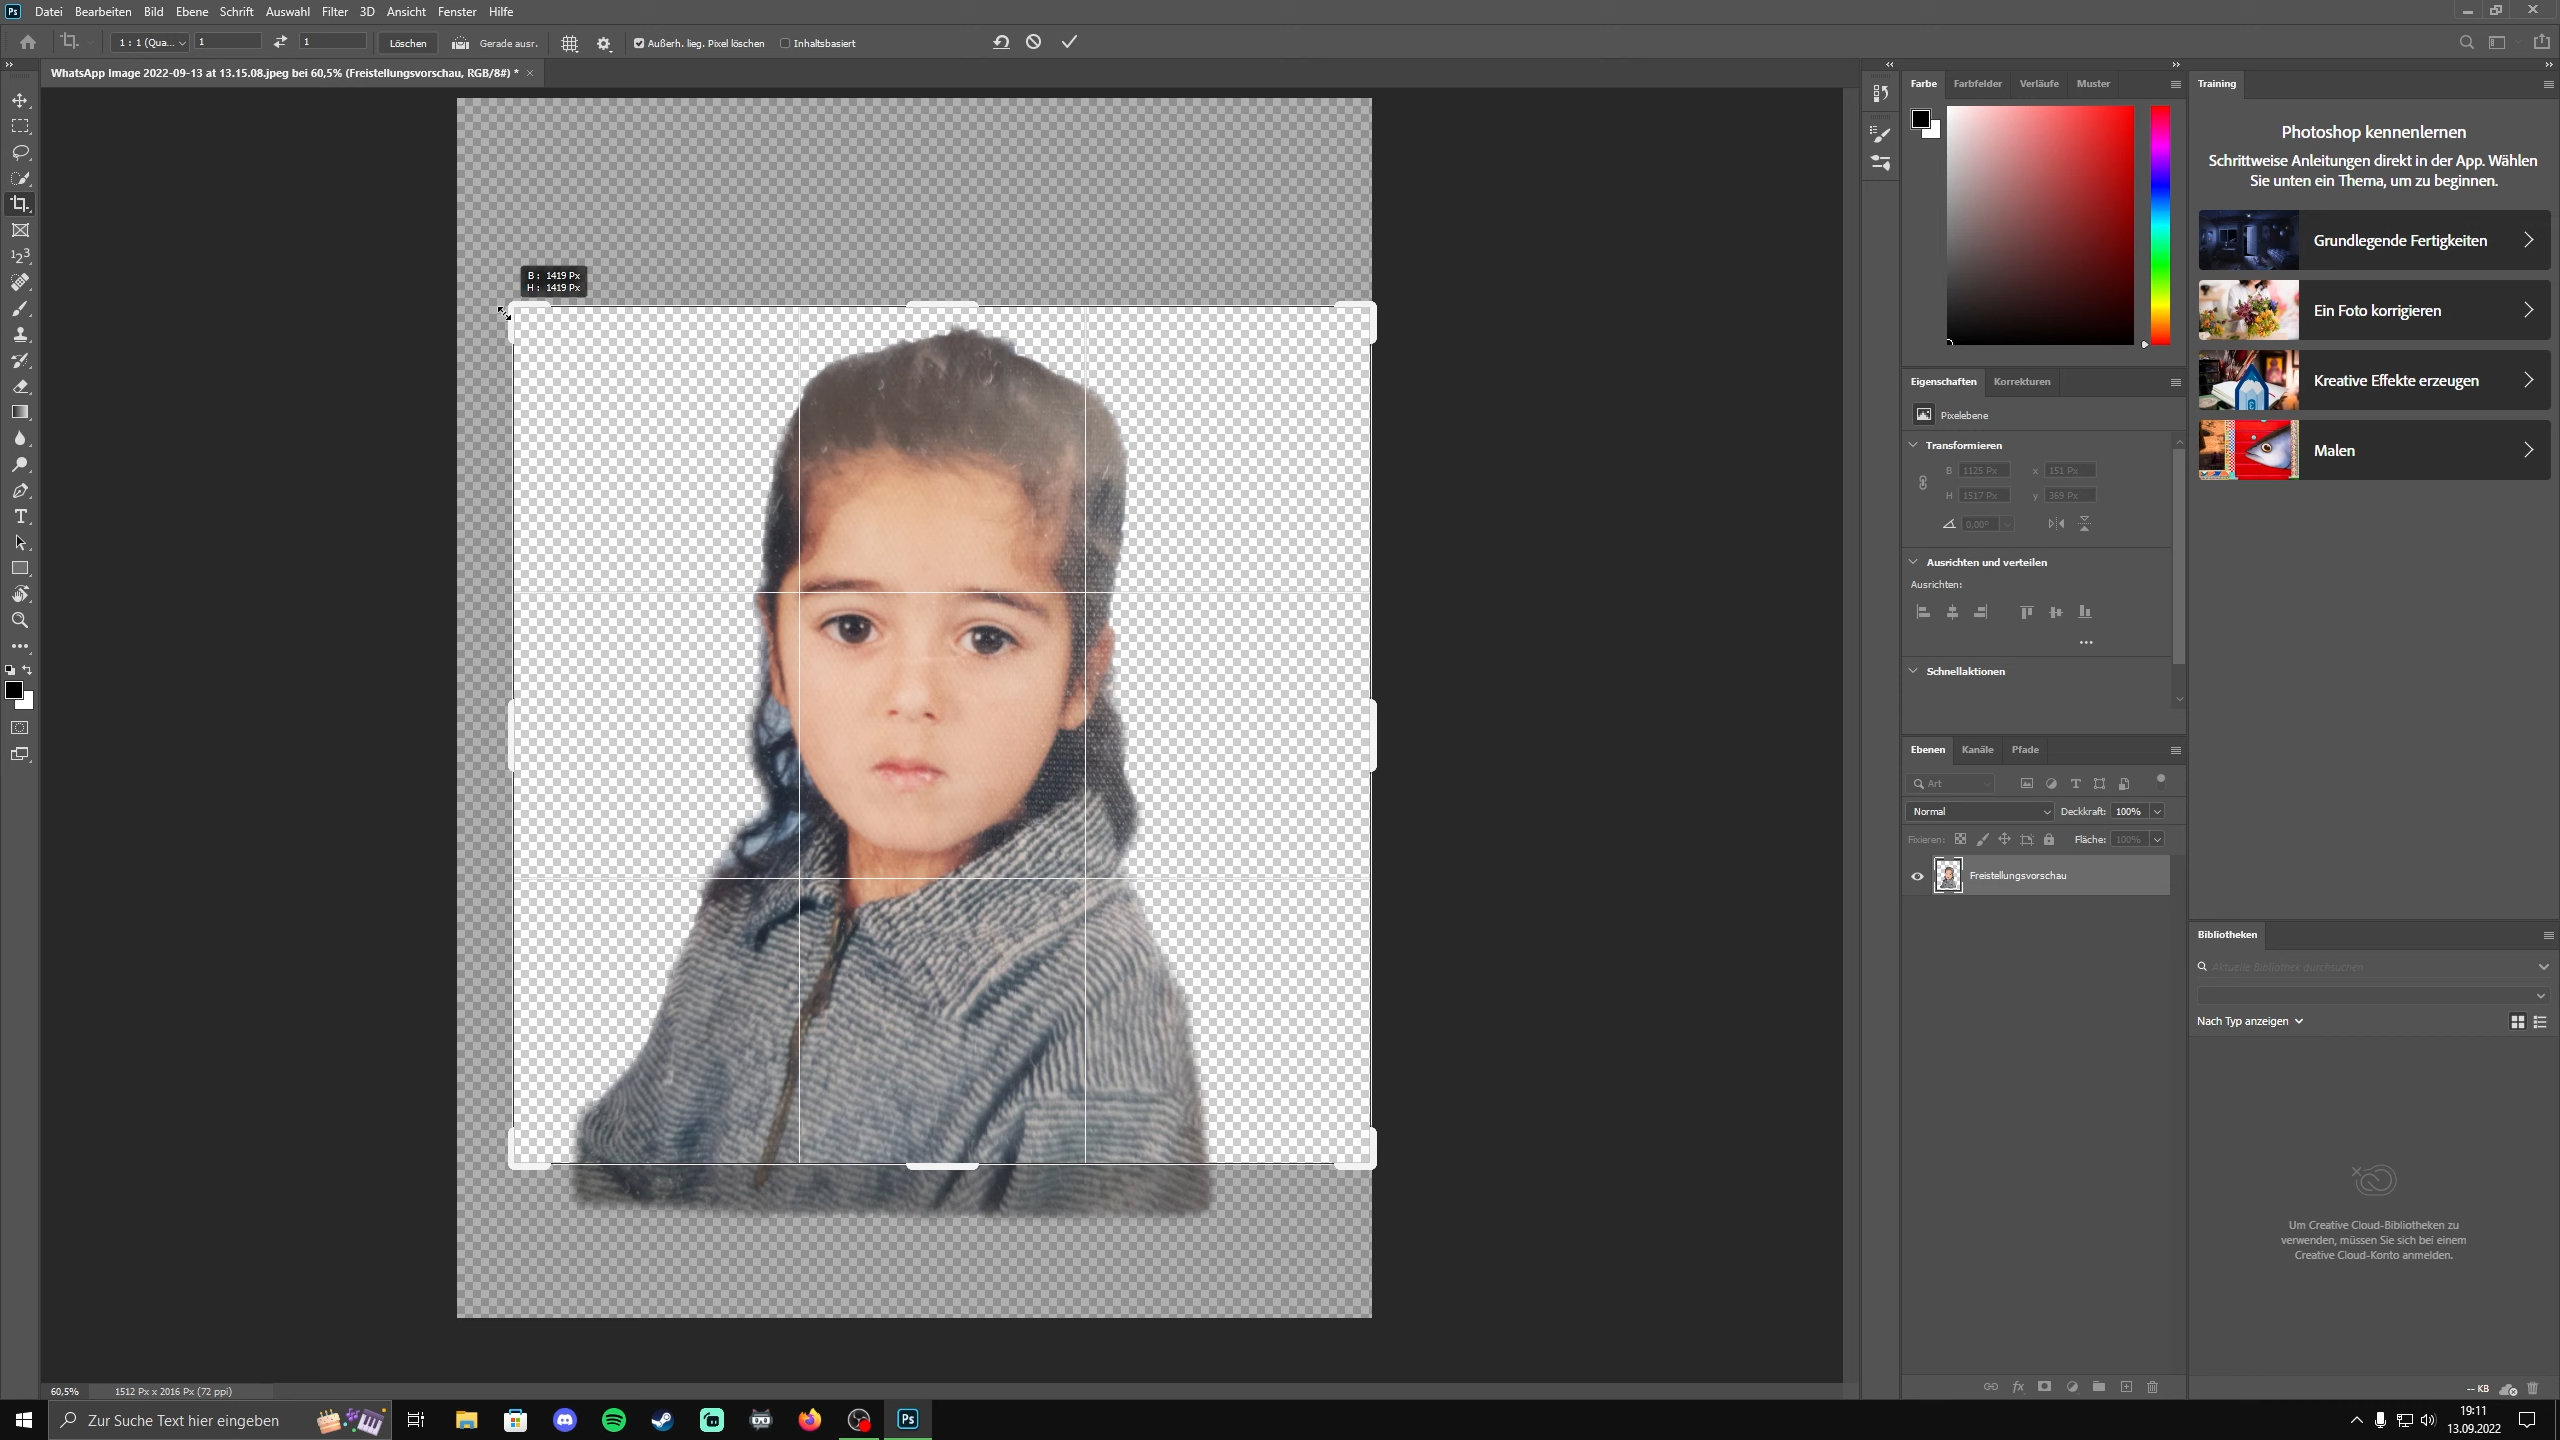 Ps Datei Bearbeiten Bild Ebene Schrift Auswahl Filter 3D Ansicht Fenster Hilfe
1 : 1 (Qua... 1 1 Löschen Gerade ausr. Außerh. lieg. Pixel löschen Inhaltsbasiert
WhatsApp Image 2022-09-13 at 13.15.08.jpeg bei 60,5% (Freistellungsvorschau, RGB/8#) * ×
B : 1419 Px
H : 1419 Px
Farbe Farbfelder Verläufe Muster
Eigenschaften Korrekturen
Pixelebene
Transformieren
B 1125 Px x 151 Px
H 1517 Px y 369 Px
0,00°
Ausrichten und verteilen
Ausrichten:
Schnellaktionen
Ebenen Kanäle Pfade
Art
Normal Deckkraft: 100%
Fixieren: Fläche: 100%
Freistellungsvorschau
Training
Photoshop kennenlernen
Schrittweise Anleitungen direkt in der App. Wählen
Sie unten ein Thema, um zu beginnen.
Grundlegende Fertigkeiten
Ein Foto korrigieren
Kreative Effekte erzeugen
Malen
Bibliotheken
Aktuelle Bibliothek durchsuchen
Nach Typ anzeigen
Um Creative Cloud-Bibliotheken zu
verwenden, müssen Sie sich bei einem
Creative Cloud-Konto anmelden.
-- KB
60,5% 1512 Px x 2016 Px (72 ppi)
Zur Suche Text hier eingeben
Ps
19:11
13.09.2022